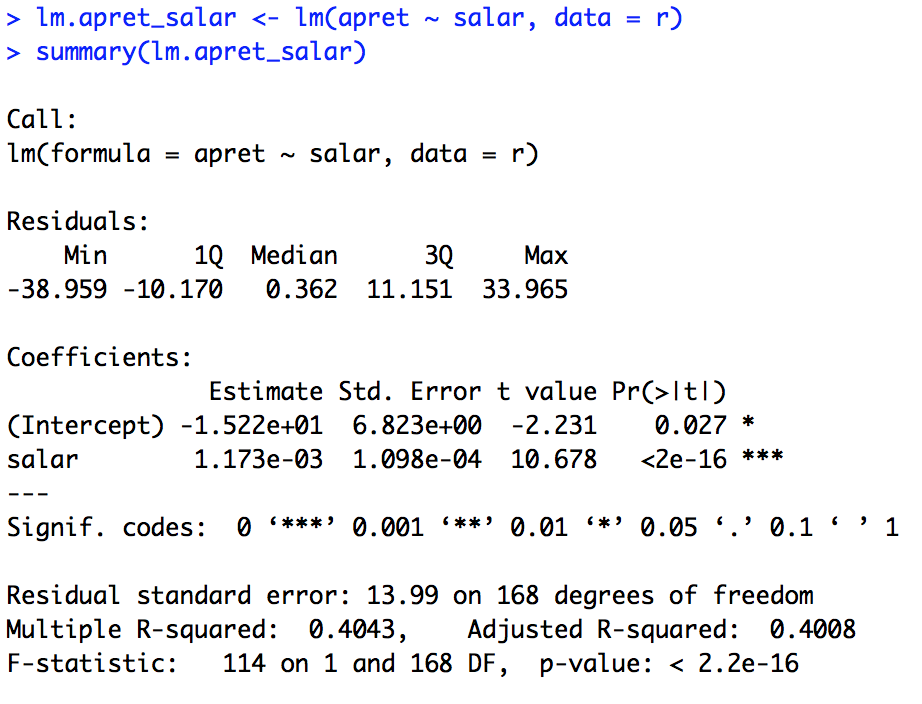 > lm.apret_salar <- lm(apret ~ salar, data = r)
> summary(lm.apret_salar)
Call:
lm(formula = apret ~ salar, data = r)
Residuals:
    Min      1Q  Median      3Q     Max
-38.959 -10.170   0.362  11.151  33.965
Coefficients:
              Estimate Std. Error t value Pr(>|t|)
(Intercept) -1.522e+01  6.823e+00  -2.231    0.027 *
salar        1.173e-03  1.098e-04  10.678   <2e-16 ***
---
Signif. codes:  0 ‘***’ 0.001 ‘**’ 0.01 ‘*’ 0.05 ‘.’ 0.1 ‘ ’ 1
Residual standard error: 13.99 on 168 degrees of freedom
Multiple R-squared:  0.4043,    Adjusted R-squared:  0.4008
F-statistic:   114 on 1 and 168 DF,  p-value: < 2.2e-16